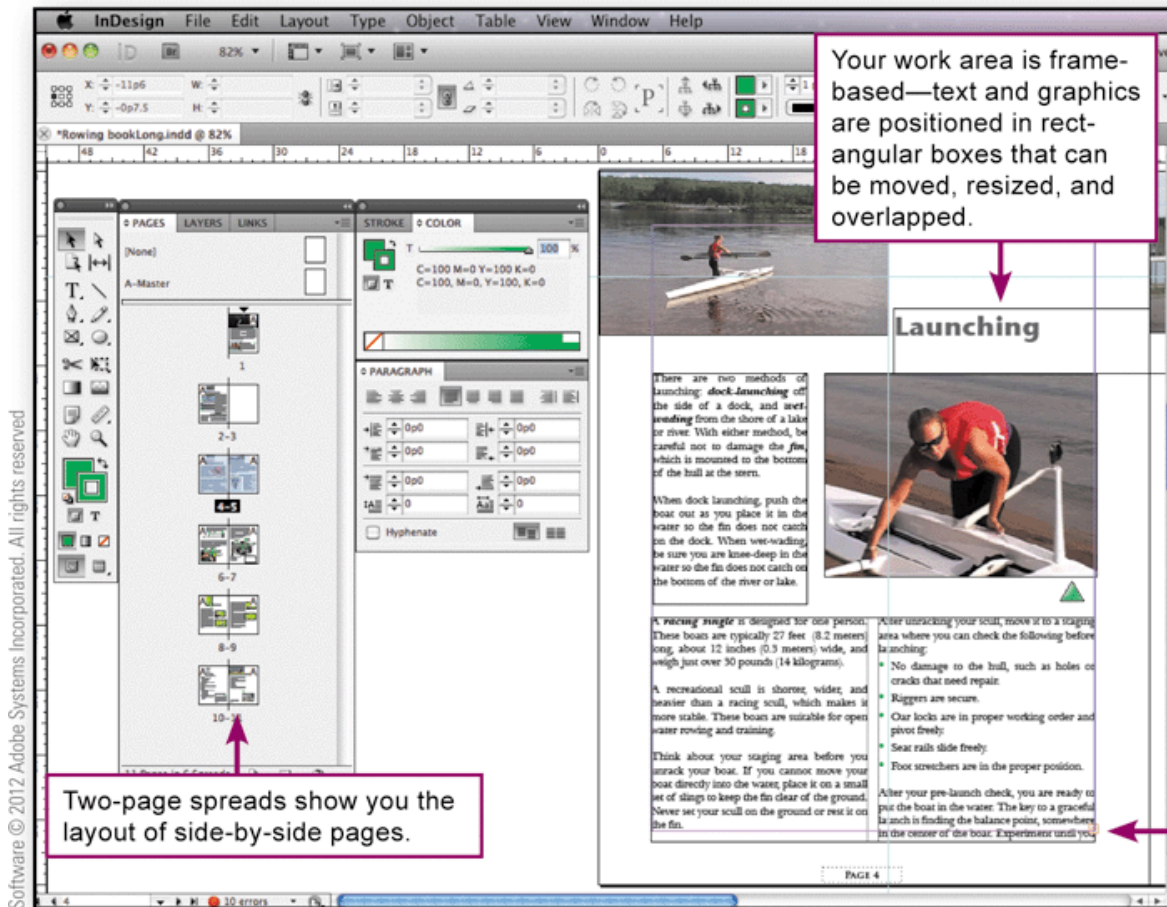 InDesign File Edit Layout Type Object Table View Window Help
82%
X: -11p6 W:
Y: -0p7.5 H:
*Rowing bookLong.indd @ 82%
48 42 36 30 24 18 12 6 0 6 12 18
Your work area is frame-
based—text and graphics
are positioned in rect-
angular boxes that can
be moved, resized, and
overlapped.
PAGES LAYERS LINKS
[None]
A-Master
1
2-3
4-5
6-7
8-9
STROKE COLOR
T 100 %
C=100 M=0 Y=100 K=0
C=100, M=0, Y=100, K=0
PARAGRAPH
0p0 0p0
0p0 0p0
0p0 0p0
0 0
Hyphenate
Launching
There are two methods of
launching: dock-launching off
the side of a dock, and wet-
wading from the shore of a lake
or river. With either method, be
careful not to damage the fin,
which is mounted to the bottom
of the hull at the stern.
When dock launching, push the
boat out as you place it in the
water so the fin does not catch
on the dock. When wet-wading,
be sure you are knee-deep in the
water so the fin does not catch on
the bottom of the river or lake.
A racing single is designed for one person.
These boats are typically 27 feet (8.2 meters)
long, about 12 inches (0.3 meters) wide, and
weigh just over 30 pounds (14 kilograms).
A recreational scull is shorter, wider, and
heavier than a racing scull, which makes it
more stable. These boats are suitable for open
water rowing and training.
Think about your staging area before you
unrack your boat. If you cannot move your
boat directly into the water, place it on a small
set of slings to keep the fin clear of the ground.
Never set your scull on the ground or rest it on
the fin.
After unracking your scull, move it to a staging
area where you can check the following before
launching:
• No damage to the hull, such as holes or
cracks that need repair.
• Riggers are secure.
• Oar locks are in proper working order and
pivot freely.
• Seat rails slide freely.
• Foot stretchers are in the proper position.
After your pre-launch check, you are ready to
put the boat in the water. The key to a graceful
launch is finding the balance point, somewhere
in the center of the boat. Experiment until you
PAGE 4
Two-page spreads show you the
layout of side-by-side pages.
4 10 errors
Software © 2012 Adobe Systems Incorporated. All rights reserved